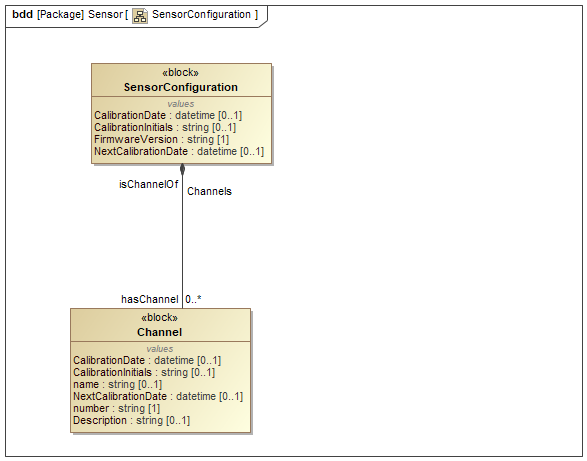 bdd [Package] Sensor [ SensorConfiguration ]
«block»
SensorConfiguration
values
CalibrationDate : datetime [0..1]
CalibrationInitials : string [0..1]
FirmwareVersion : string [1]
NextCalibrationDate : datetime [0..1]
isChannelOf
Channels
hasChannel 0..*
«block»
Channel
values
CalibrationDate : datetime [0..1]
CalibrationInitials : string [0..1]
name : string [0..1]
NextCalibrationDate : datetime [0..1]
number : string [1]
Description : string [0..1]